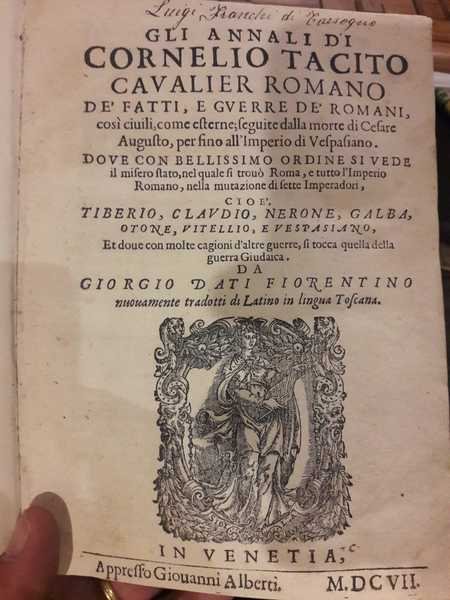 Luigi Franchi di Carsogno
GLI ANNALI DI
CORNELIO TACITO
CAVALIER ROMANO
DE' FATTI, E GVERRE DE' ROMANI,
così ciuili, come esterne; seguite dalla morte di Cesare
Augusto, per fino all'Imperio di Vespasiano.
DOVE CON BELLISSIMO ORDINE SI VEDE
il misero stato, nel quale si trouò Roma, e tutto l'Imperio
Romano, nella mutazione di sette Imperadori,
CIOE'
TIBERIO, CLAVDIO, NERONE, GALBA,
OTONE, VITELLIO, E VESPASIANO,
Et doue con molte cagioni d'altre guerre, si tocca quella della
guerra Giudaica.
DA
GIORGIO DATI FIORENTINO
nuouamente tradotti di Latino in lingua Toscana.
IN VENETIA,
Appresso Giouanni Alberti. M.DCVII.